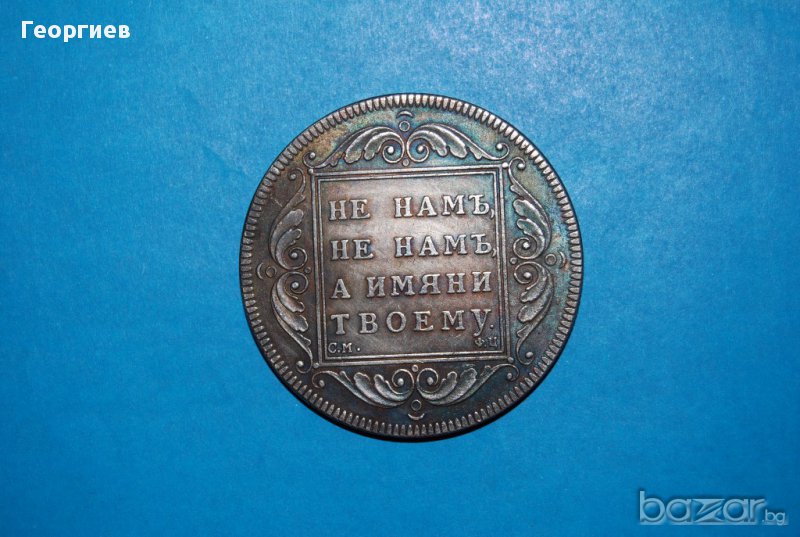 Георгиев
НЕ НАМЪ,
НЕ НАМЪ,
А ИМЯНИ
ТВОЕМУ.
С.М. Ф.Ц
bazar.bg